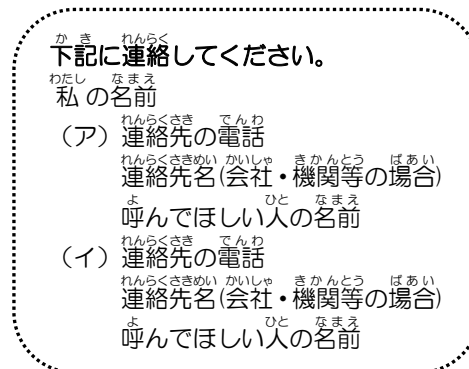 下記に連絡してください。
私の名前
（ア）連絡先の電話
連絡先名(会社・機関等の場合)
呼んでほしい人の名前
（イ）連絡先の電話
連絡先名(会社・機関等の場合)
呼んでほしい人の名前